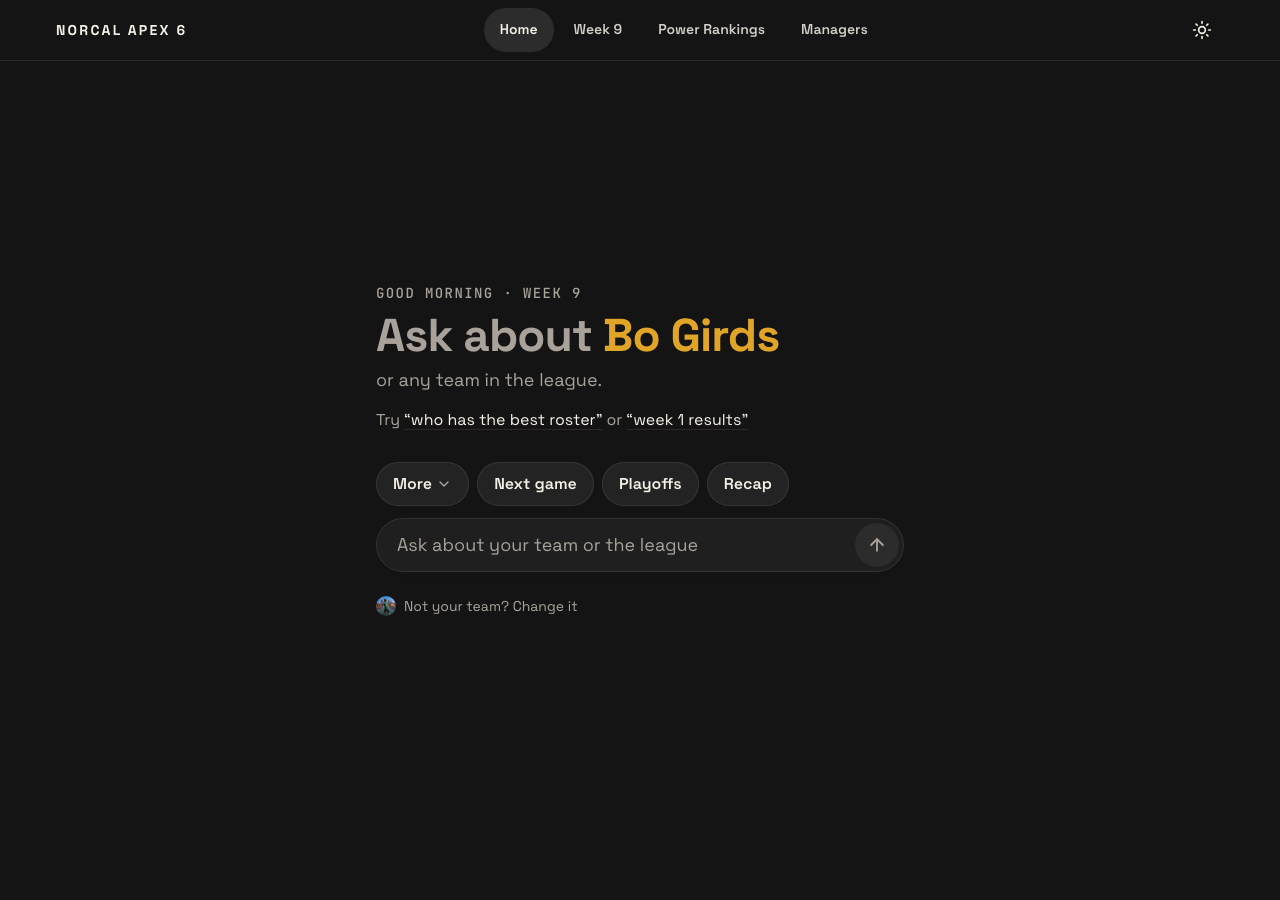 NORCAL APEX 6
Home
Week 9
Power Rankings
Managers
GOOD MORNING · WEEK 9
Ask about Bo Girds
or any team in the league.
Try “who has the best roster” or “week 1 results”
More
Next game
Playoffs
Recap
Ask about your team or the league
Not your team? Change it